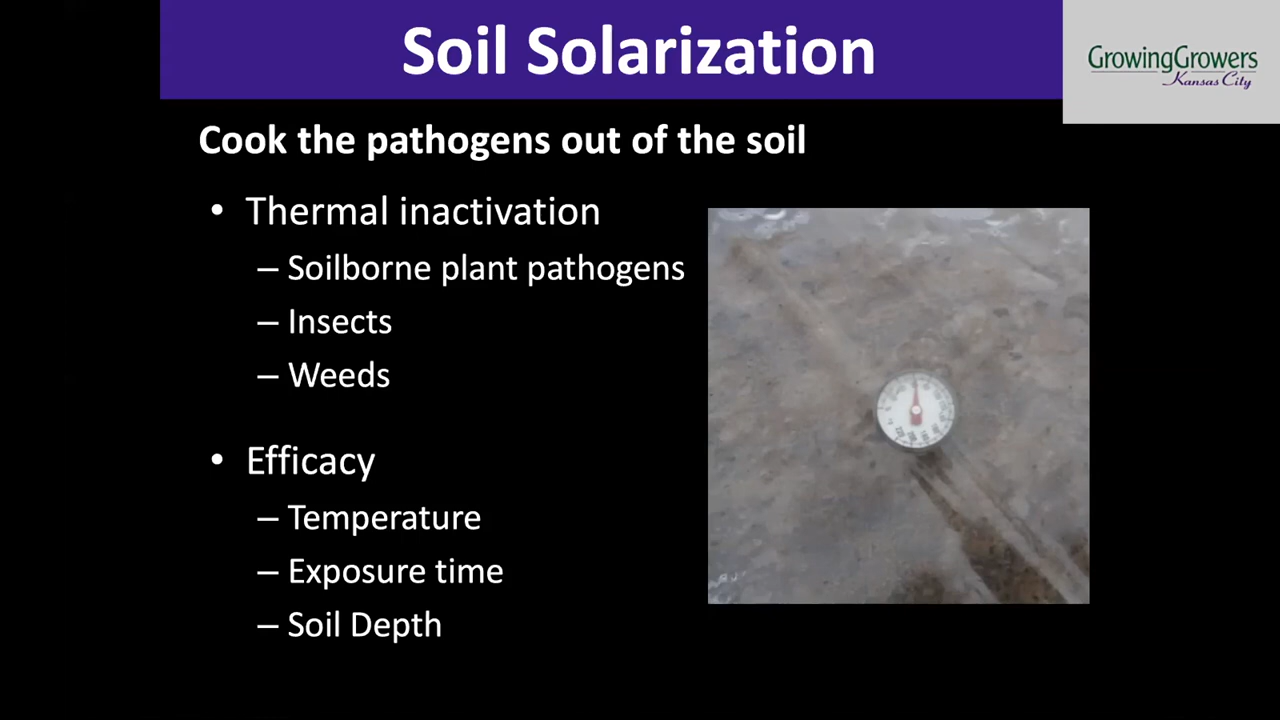 Soil Solarization
GrowingGrowers
Kansas City
Cook the pathogens out of the soil
• Thermal inactivation
– Soilborne plant pathogens
– Insects
– Weeds
• Efficacy
– Temperature
– Exposure time
– Soil Depth